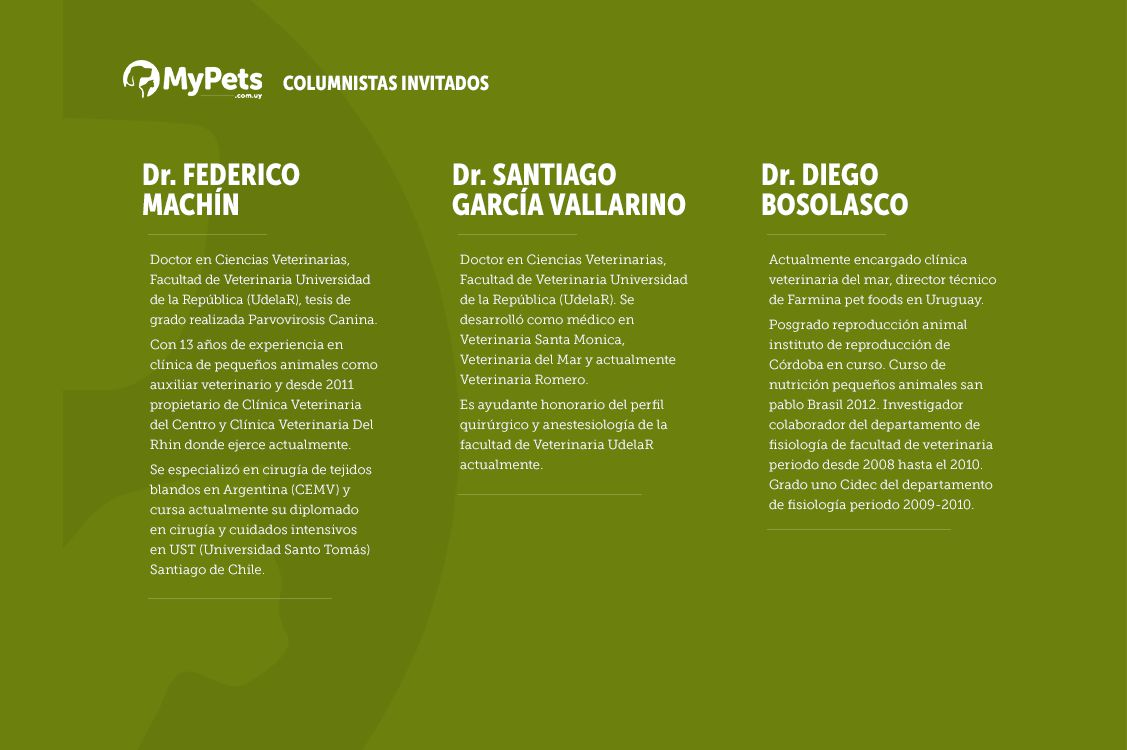 MyPets
.com.uy
COLUMNISTAS INVITADOS
Dr. FEDERICO
MACHÍN
Doctor en Ciencias Veterinarias,
Facultad de Veterinaria Universidad
de la República (UdelaR), tesis de
grado realizada Parvovirosis Canina.
Con 13 años de experiencia en
clínica de pequeños animales como
auxiliar veterinario y desde 2011
propietario de Clínica Veterinaria
del Centro y Clínica Veterinaria Del
Rhin donde ejerce actualmente.
Se especializó en cirugía de tejidos
blandos en Argentina (CEMV) y
cursa actualmente su diplomado
en cirugía y cuidados intensivos
en UST (Universidad Santo Tomás)
Santiago de Chile.
Dr. SANTIAGO
GARCÍA VALLARINO
Doctor en Ciencias Veterinarias,
Facultad de Veterinaria Universidad
de la República (UdelaR). Se
desarrolló como médico en
Veterinaria Santa Monica,
Veterinaria del Mar y actualmente
Veterinaria Romero.
Es ayudante honorario del perfil
quirúrgico y anestesiología de la
facultad de Veterinaria UdelaR
actualmente.
Dr. DIEGO
BOSOLASCO
Actualmente encargado clínica
veterinaria del mar, director técnico
de Farmina pet foods en Uruguay.
Posgrado reproducción animal
instituto de reproducción de
Córdoba en curso. Curso de
nutrición pequeños animales san
pablo Brasil 2012. Investigador
colaborador del departamento de
fisiología de facultad de veterinaria
periodo desde 2008 hasta el 2010.
Grado uno Cidec del departamento
de fisiología periodo 2009-2010.